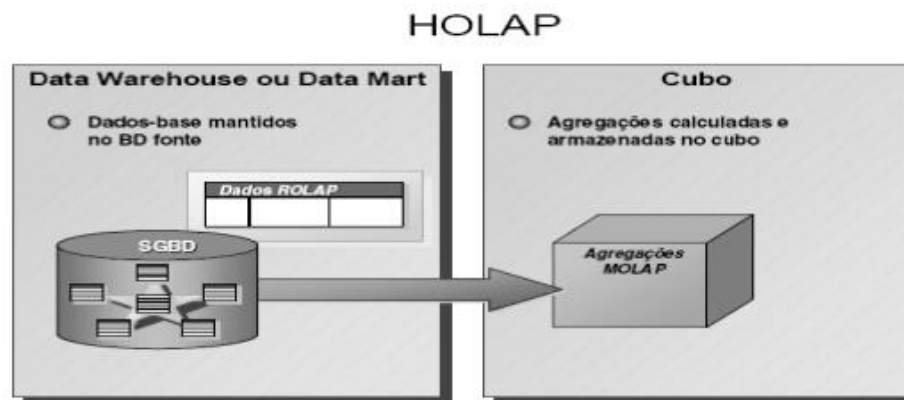 HOLAP
Data Warehouse ou Data Mart
Dados-base mantidos
no BD fonte
Dados ROLAP
SGBD
Cubo
Agregações calculadas e
armazenadas no cubo
Agregações
MOLAP